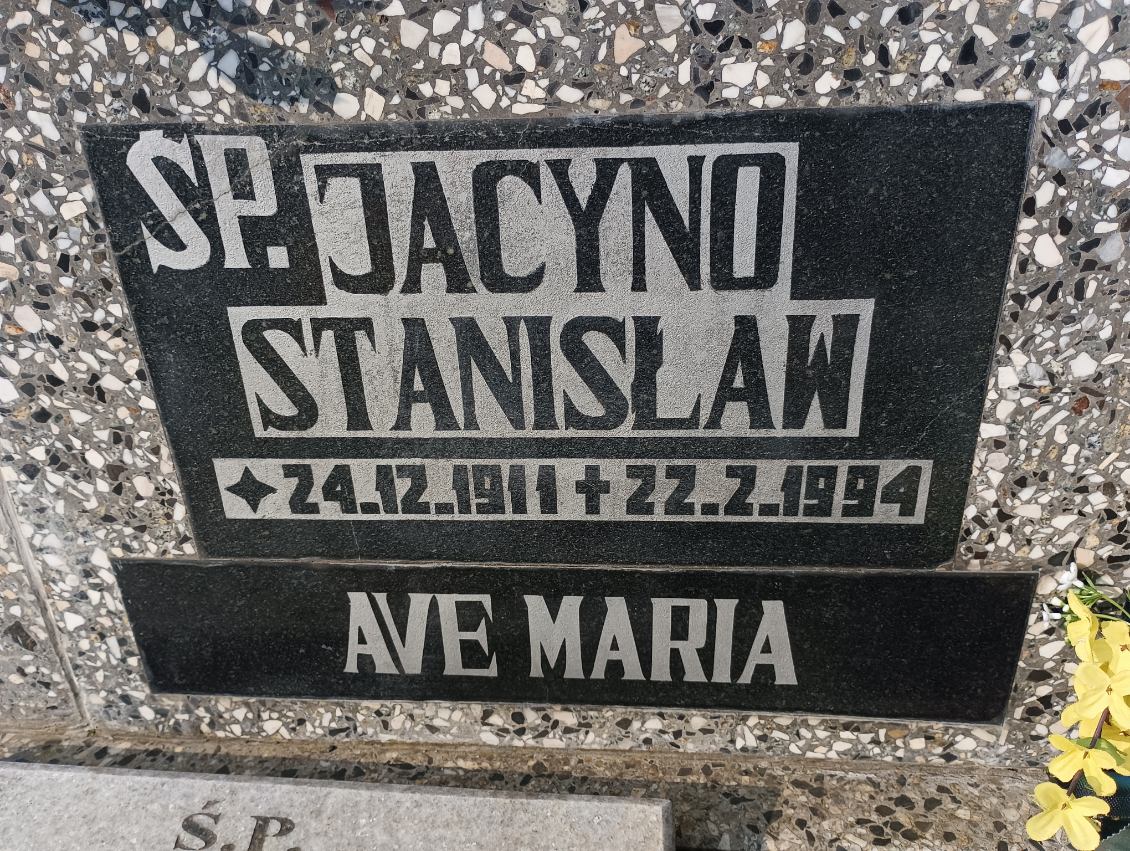 ŚP. JACYNO
STANISŁAW
✦ 24.12.1911 ✝ 22.2.1994
AVE MARIA
Ś.P.